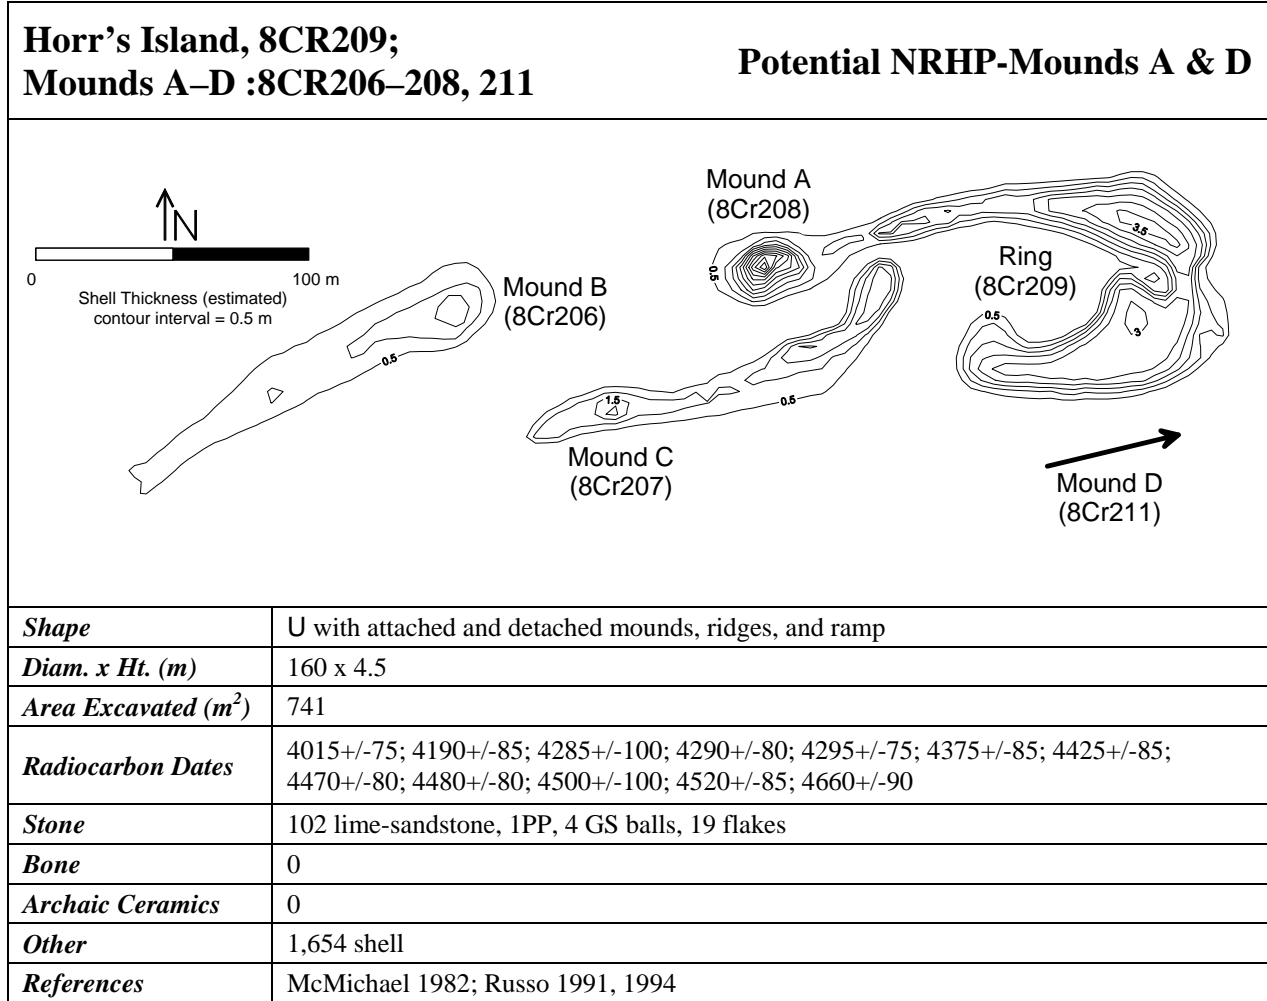 Horr's Island, 8CR209;
Mounds A–D :8CR206–208, 211
Potential NRHP-Mounds A & D
N
0
100 m
Shell Thickness (estimated)
contour interval = 0.5 m
Mound A
(8Cr208)
0.5
3.5
Ring
(8Cr209)
Mound B
(8Cr206)
0.5
0.5
3
1.5
0.5
Mound C
(8Cr207)
Mound D
(8Cr211)
Shape
U with attached and detached mounds, ridges, and ramp
Diam. x Ht. (m)
160 x 4.5
Area Excavated (m²)
741
Radiocarbon Dates
4015+/-75; 4190+/-85; 4285+/-100; 4290+/-80; 4295+/-75; 4375+/-85; 4425+/-85;
4470+/-80; 4480+/-80; 4500+/-100; 4520+/-85; 4660+/-90
Stone
102 lime-sandstone, 1PP, 4 GS balls, 19 flakes
Bone
0
Archaic Ceramics
0
Other
1,654 shell
References
McMichael 1982; Russo 1991, 1994